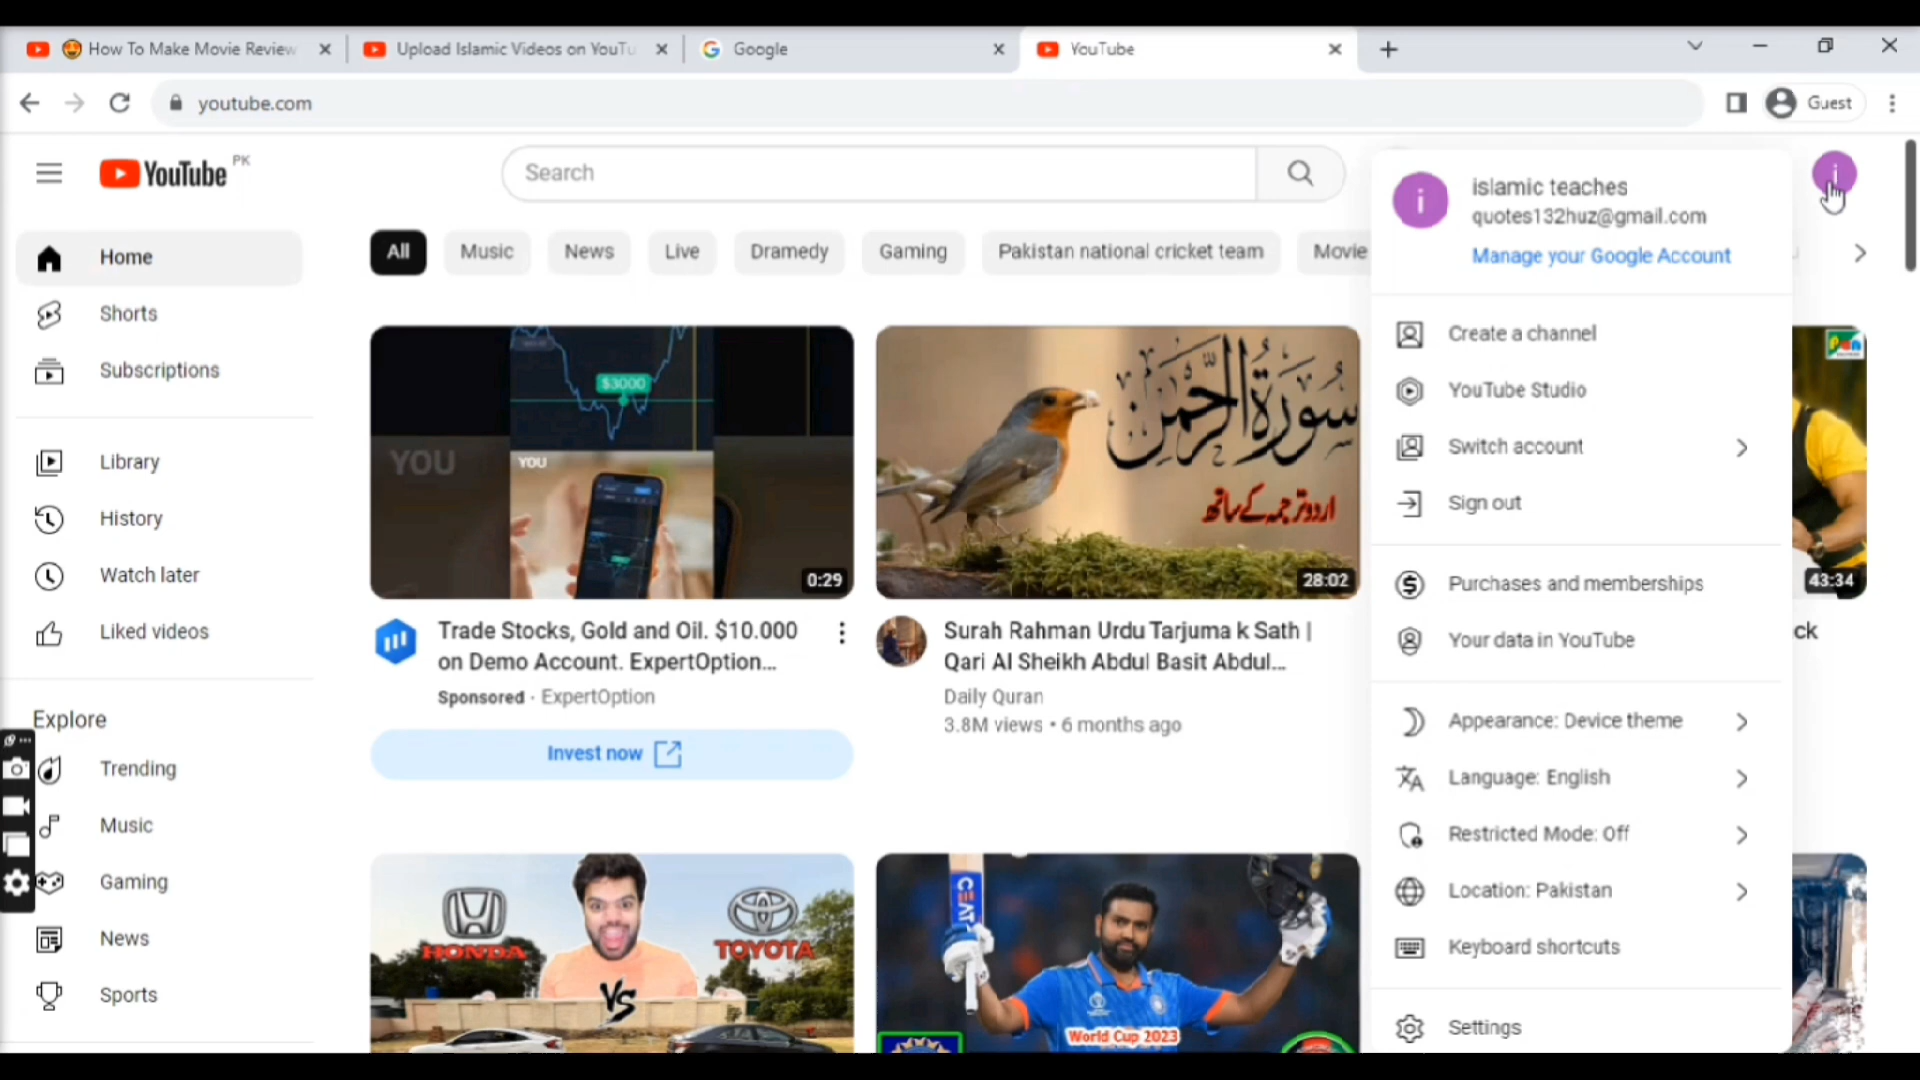 How To Make Movie Review
Upload Islamic Videos on YouTu
Google
YouTube
youtube.com
Guest
YouTube PK
Search
All
Music
News
Live
Dramedy
Gaming
Pakistan national cricket team
Movie
Home
Shorts
Subscriptions
Library
History
Watch later
Liked videos
Explore
Trending
Music
Gaming
News
Sports
$3000
YOU
YOU
0:29
Trade Stocks, Gold and Oil. $10.000
on Demo Account. ExpertOption...
Sponsored · ExpertOption
Invest now
سورة الرحمن
اردو ترجمہ کے ساتھ
28:02
Surah Rahman Urdu Tarjuma k Sath |
Qari Al Sheikh Abdul Basit Abdul...
Daily Quran
3.8M views • 6 months ago
43:34
ck
HONDA
VS
TOYOTA
CEAT
World Cup 2023
i
i
islamic teaches
quotes132huz@gmail.com
Manage your Google Account
Create a channel
YouTube Studio
Switch account
Sign out
Purchases and memberships
Your data in YouTube
Appearance: Device theme
Language: English
Restricted Mode: Off
Location: Pakistan
Keyboard shortcuts
Settings